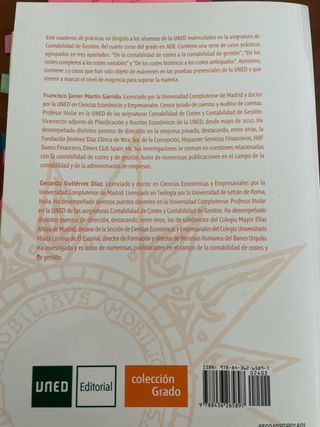 Este cuaderno de prácticas va dirigido a los alumnos de la UNED matriculados en la asignatura de
Contabilidad de Gestión, del cuarto curso del grado en ADE. Contiene una serie de casos prácticos
agrupados en tres apartados: "De la contabilidad de costes a la contabilidad de gestión", "De los
costes completos a los costes variables" y "De los costes históricos a los costes anticipados". Asimismo,
contiene 13 casos que han sido objeto de exámenes en las pruebas presenciales de la UNED y que
vienen a marcar el nivel de exigencia para superar la materia.
Francisco Javier Martín Garrido. Licenciado por la Universidad Complutense de Madrid y doctor
por la UNED en Ciencias Económicas y Empresariales. Censor Jurado de cuentas y Auditor de cuentas.
Profesor titular en la UNED de las asignaturas Contabilidad de Costes y Contabilidad de Gestión.
Vicerrector adjunto de Planificación y Asuntos Económicos de la UNED, desde mayo de 2010. Ha
desempeñado distintos puestos de dirección en la empresa privada, destacando, entre otras, la
Fundación Jiménez Díaz Clínica de Ntra. Sra. de la Concepción, Hispamer Servicios Financieros, HBF
Banco Financiero, Diners Club Spain, etc. Sus investigaciones se centran en cuestiones relacionadas
con la contabilidad de costes y de gestión. Autor de numerosas publicaciones en el campo de la
contabilidad y de la administración de empresas.
Gerardo Gutiérrez Díaz. Licenciado y doctor en Ciencias Económicas y Empresariales por la
Universidad Complutense de Madrid. Licenciado en Teología por la Universidad de Letrán de Roma,
Italia. Ha desempeñado diversos puestos docentes en la Universidad Complutense. Profesor titular
en la UNED de las asignaturas Contabilidad de Costes y Contabilidad de Gestión. Ha desempeñado
distintos puestos de dirección, destacando, entre otros, los de subdirector del Colegio Mayor Elías
Ahúja de Madrid, decano de la Sección de Ciencias Económicas y Empresariales del Colegio Universitario
María Cristina de El Escorial, director de Formación y director de Recursos Humanos del Banco Urquijo.
Ha investigado y es autor de numerosas publicaciones en el campo de la contabilidad de costes y
de gestión.
MOBILIBVS MOBILIOR
ISBN: 978-84-362-6589-7
02402
9 788436 265897
UNED
Editorial
colección
Grado